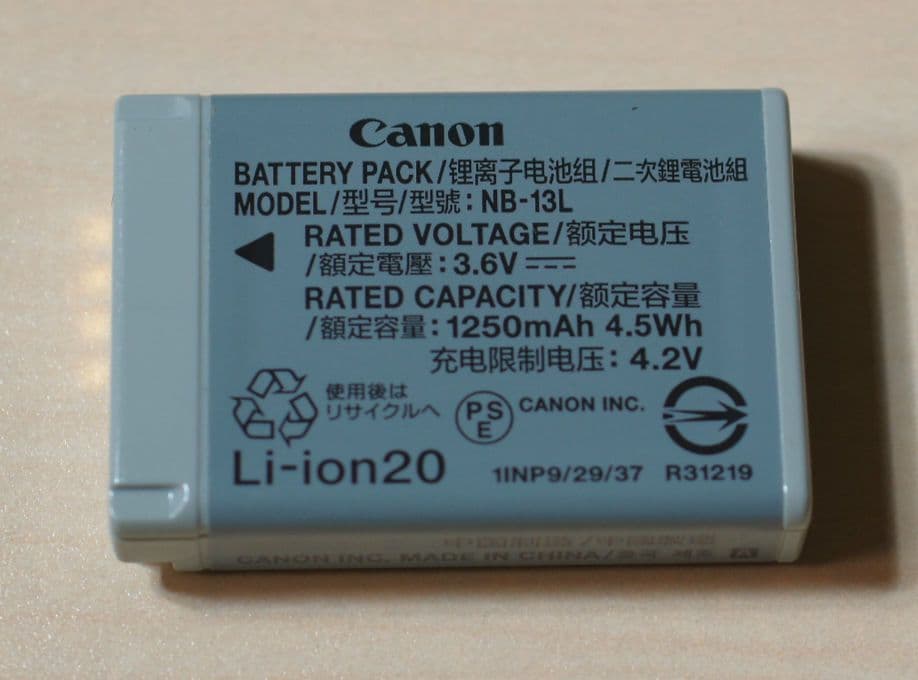 Canon
BATTERY PACK/锂离子电池组/二次鋰電池組
MODEL/型号/型號: NB-13L
RATED VOLTAGE/额定电压
/額定電壓: 3.6V
RATED CAPACITY/额定容量
/額定容量: 1250mAh 4.5Wh
充电限制电压: 4.2V
使用後は
リサイクルへ
PS
E
CANON INC.
Li-ion20
1INP9/29/37
R31219
CANON INC. MADE IN CHINA/